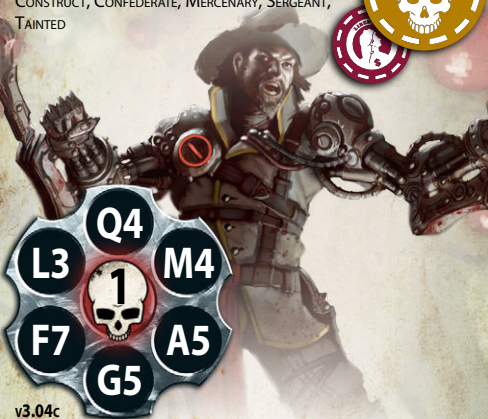 Construct, Confederate, Mercenary, Sergeant,
Tainted
Q4
L3
M4
1
F7
A5
G5
v3.04c